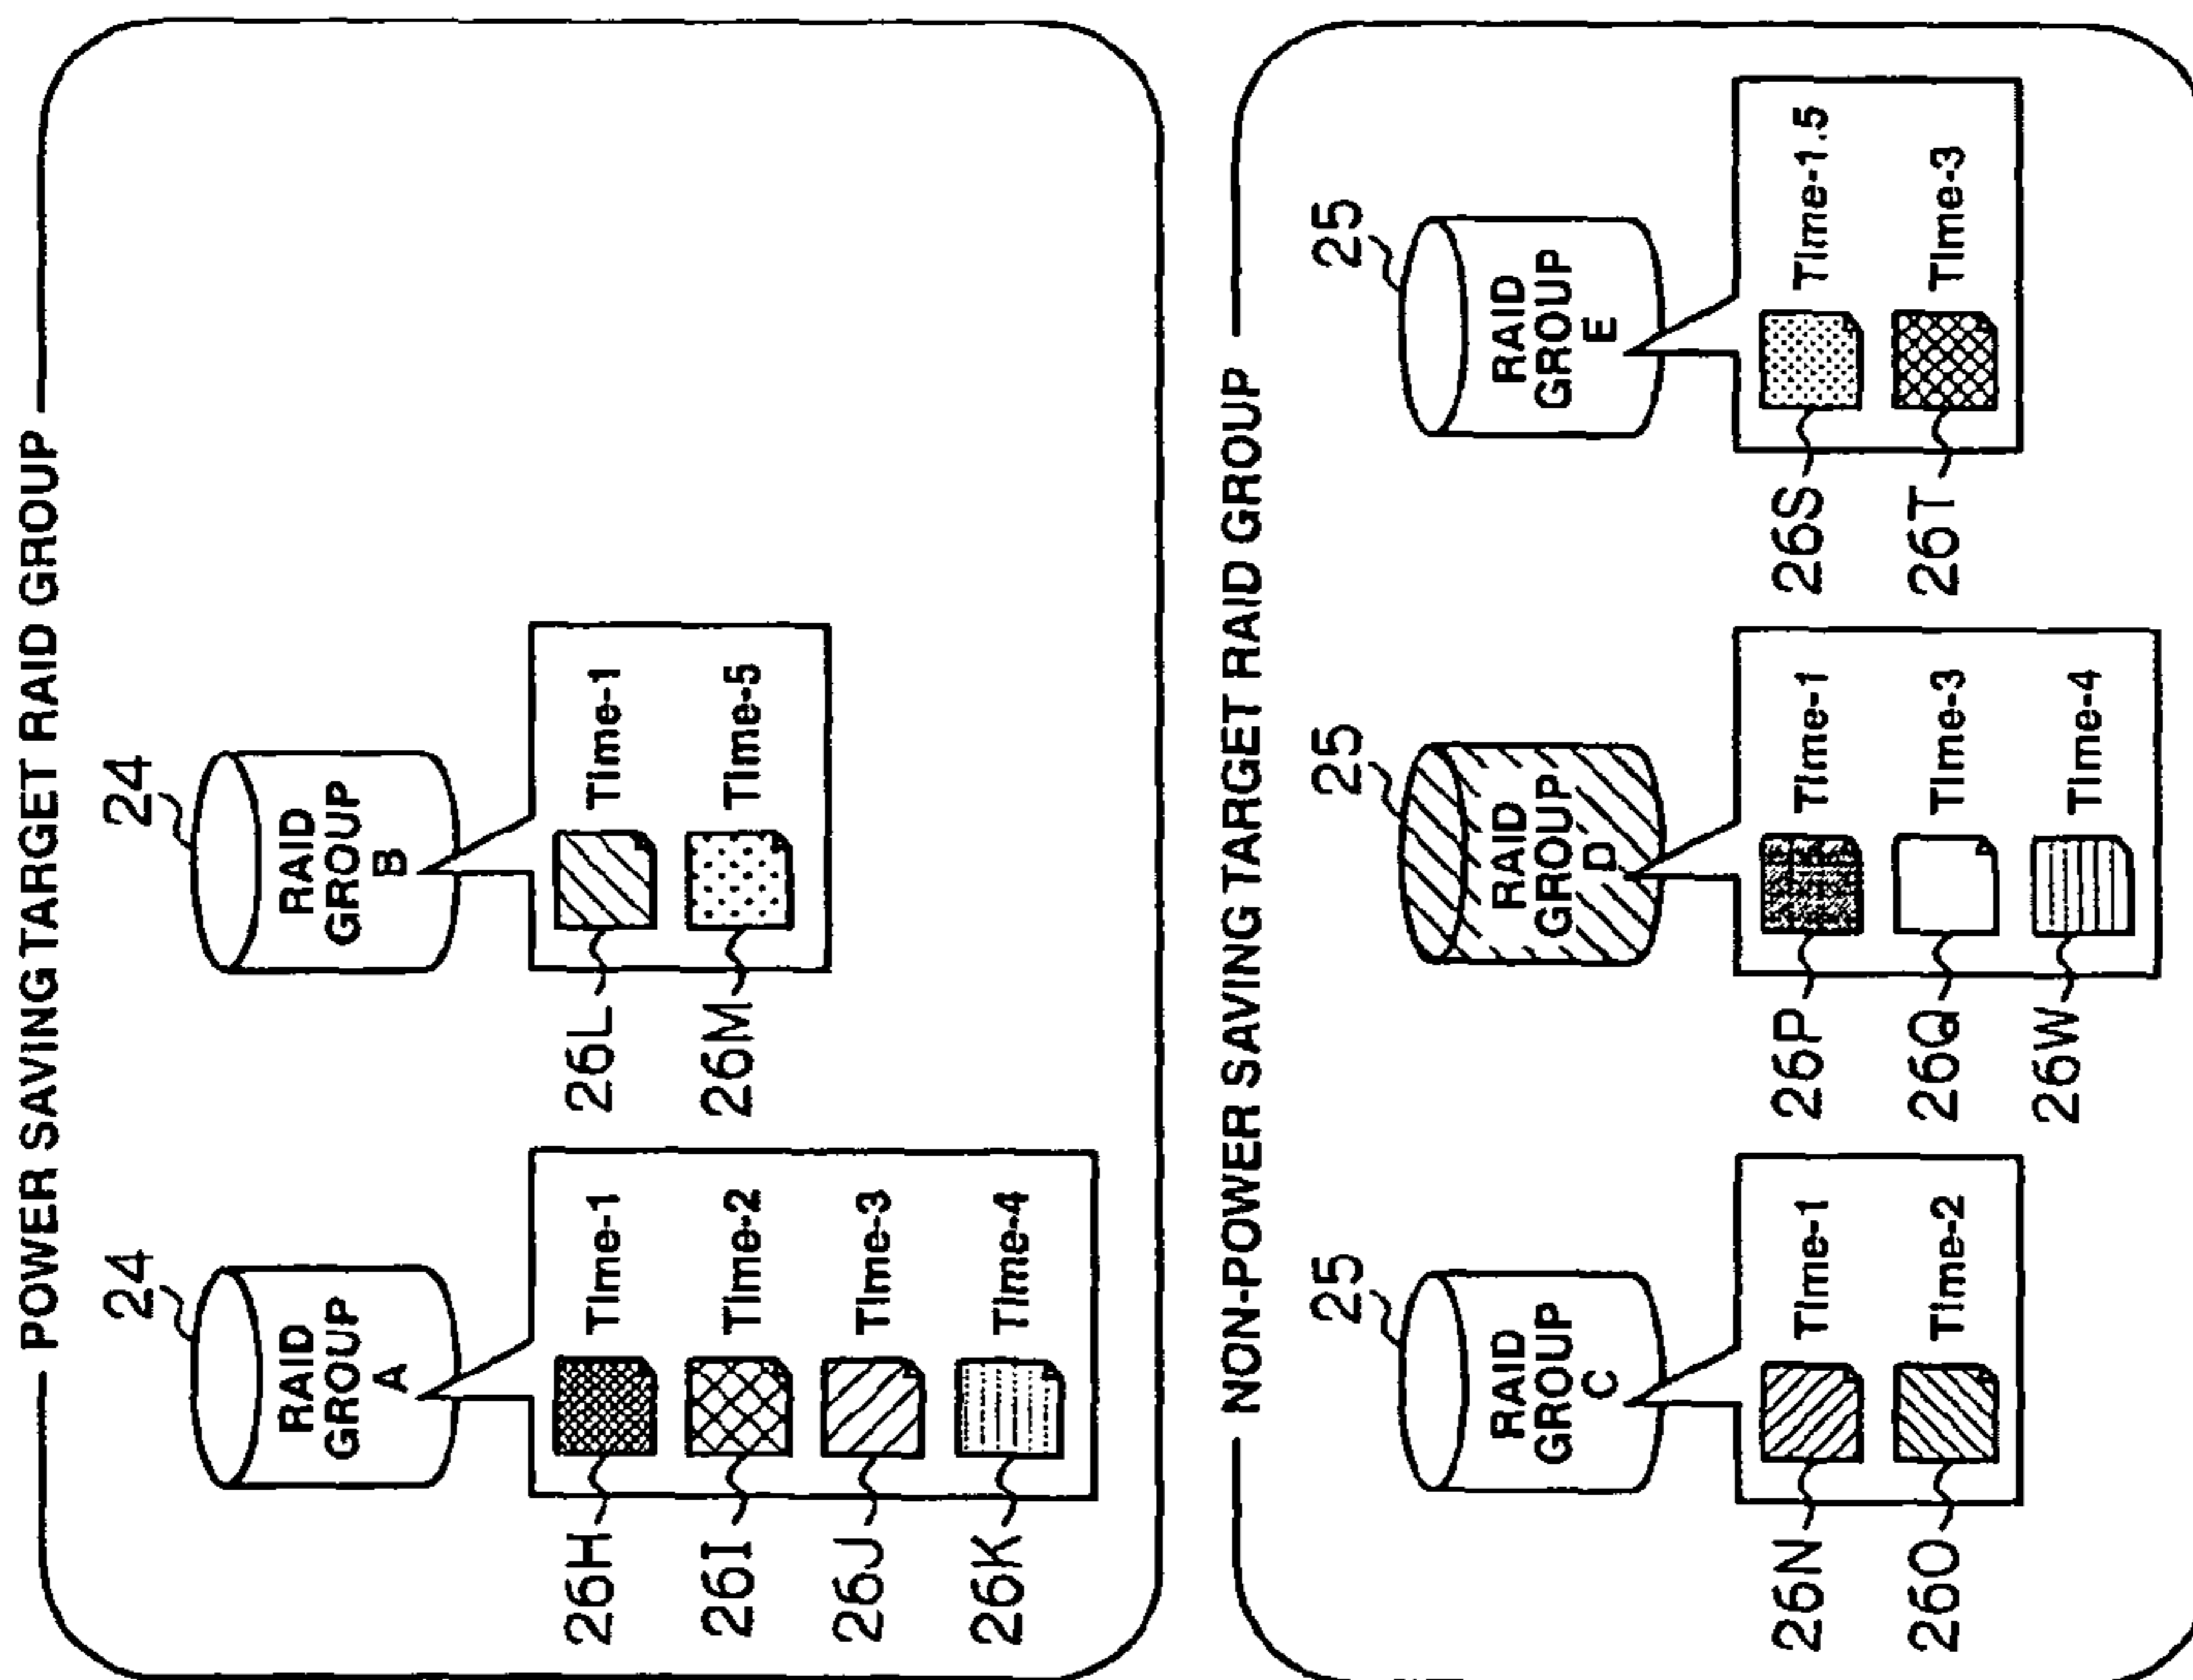 POWER SAVING TARGET RAID GROUP
24
RAID
GROUP
A
26H Time-1
26I Time-2
26J Time-3
26K Time-4
24
RAID
GROUP
B
26L Time-1
26M Time-5
NON-POWER SAVING TARGET RAID GROUP
25
RAID
GROUP
C
26N Time-1
26O Time-2
25
RAID
GROUP
D
26P Time-1
26Q Time-3
26W Time-4
25
RAID
GROUP
E
26S Time-1.5
26T Time-3